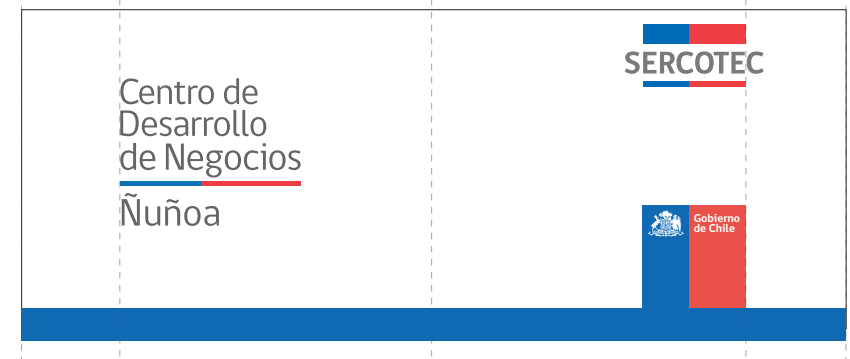 Centro de
Desarrollo
de Negocios
Ñuñoa
SERCOTEC
Gobierno
de Chile